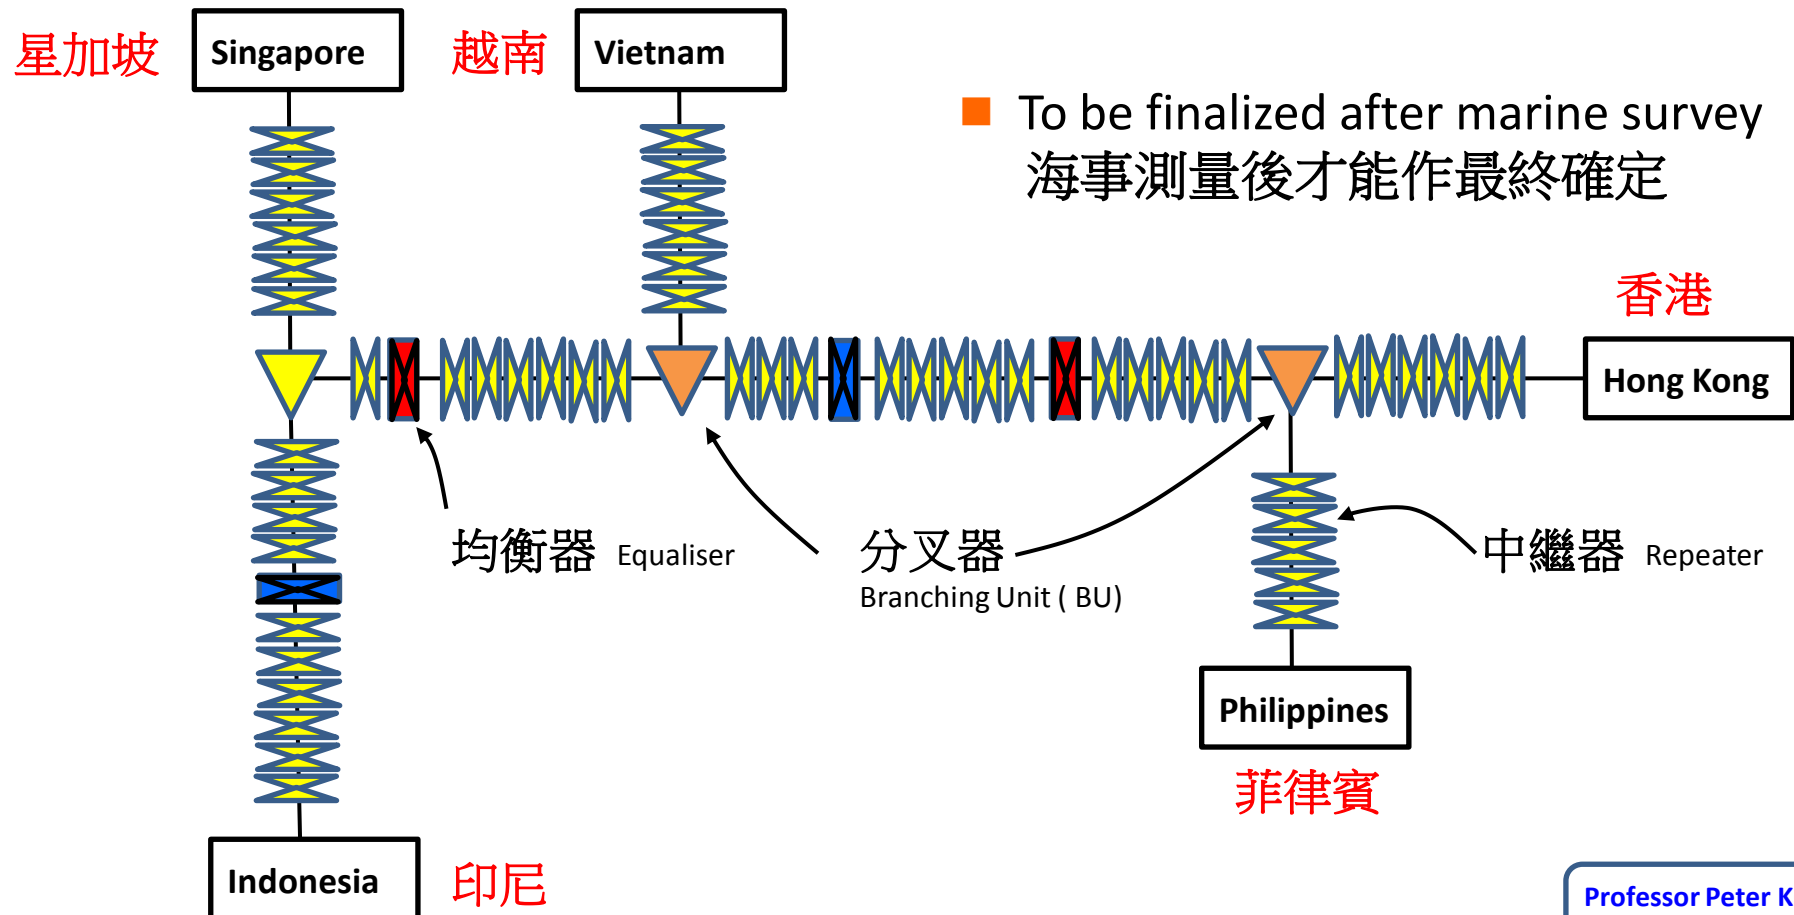 星加坡
Singapore
越南
Vietnam
To be finalized after marine survey
海事測量後才能作最終確定
香港
Hong Kong
均衡器 Equaliser
分叉器
Branching Unit ( BU)
中繼器 Repeater
Philippines
菲律賓
Indonesia
印尼
Professor Peter K